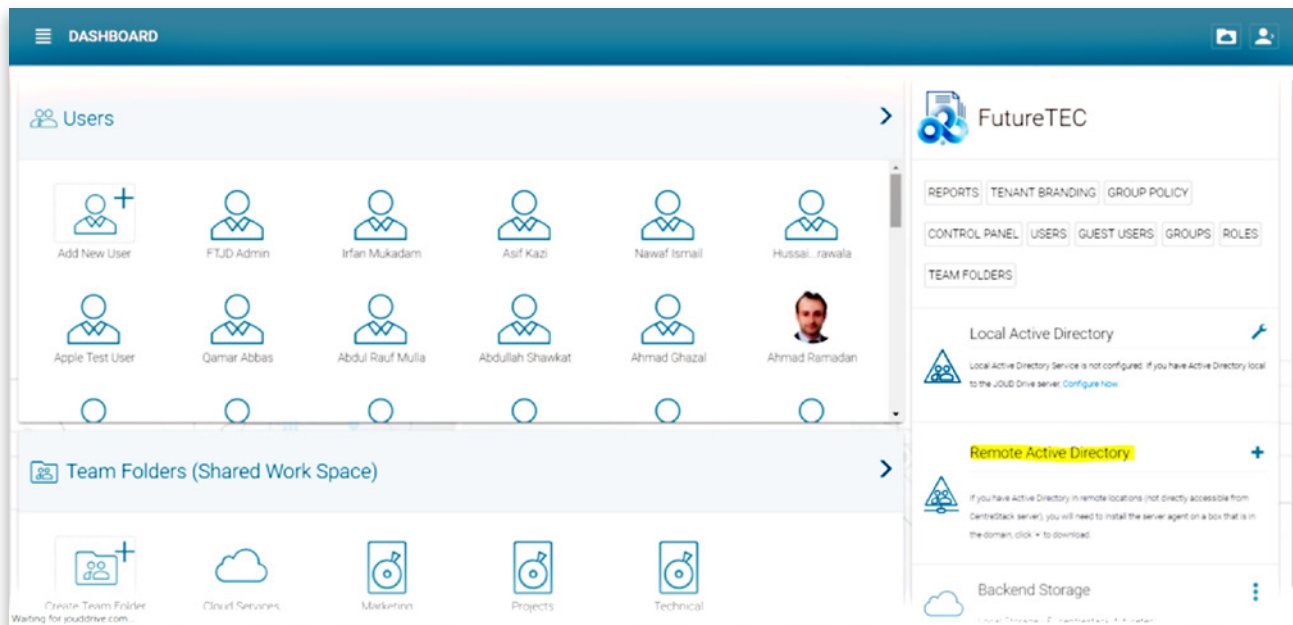 DASHBOARD
Users
Add New User
FTJD Admin
Irfan Mukadam
Asif Kazi
Nawaf Ismail
Hussai...rawala
Apple Test User
Qamar Abbas
Abdul Rauf Mulla
Abdullah Shawkat
Ahmad Ghazal
Ahmad Ramadan
Team Folders (Shared Work Space)
Create Team Folder
Cloud Services
Marketing
Projects
Technical
Waiting for jouddrive.com...
FutureTEC
REPORTS TENANT BRANDING GROUP POLICY
CONTROL PANEL USERS GUEST USERS GROUPS ROLES
TEAM FOLDERS
Local Active Directory
Local Active Directory Service is not configured. If you have Active Directory local
to the JOUD Drive server, Configure Now.
Remote Active Directory
If you have Active Directory in remote locations (not directly accessible from
CentreStack server), you will need to install the server agent on a box that is in
the domain, click '+' to download.
Backend Storage